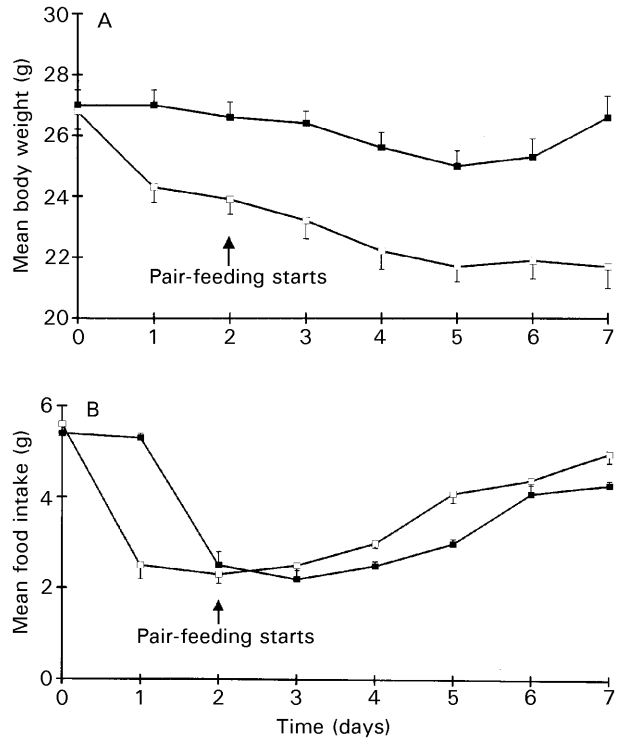 A
30
28
26
24
22
20
Mean body weight (g)
Pair-feeding starts
0 1 2 3 4 5 6 7
B
6
4
2
0
Mean food intake (g)
Pair-feeding starts
0 1 2 3 4 5 6 7
Time (days)